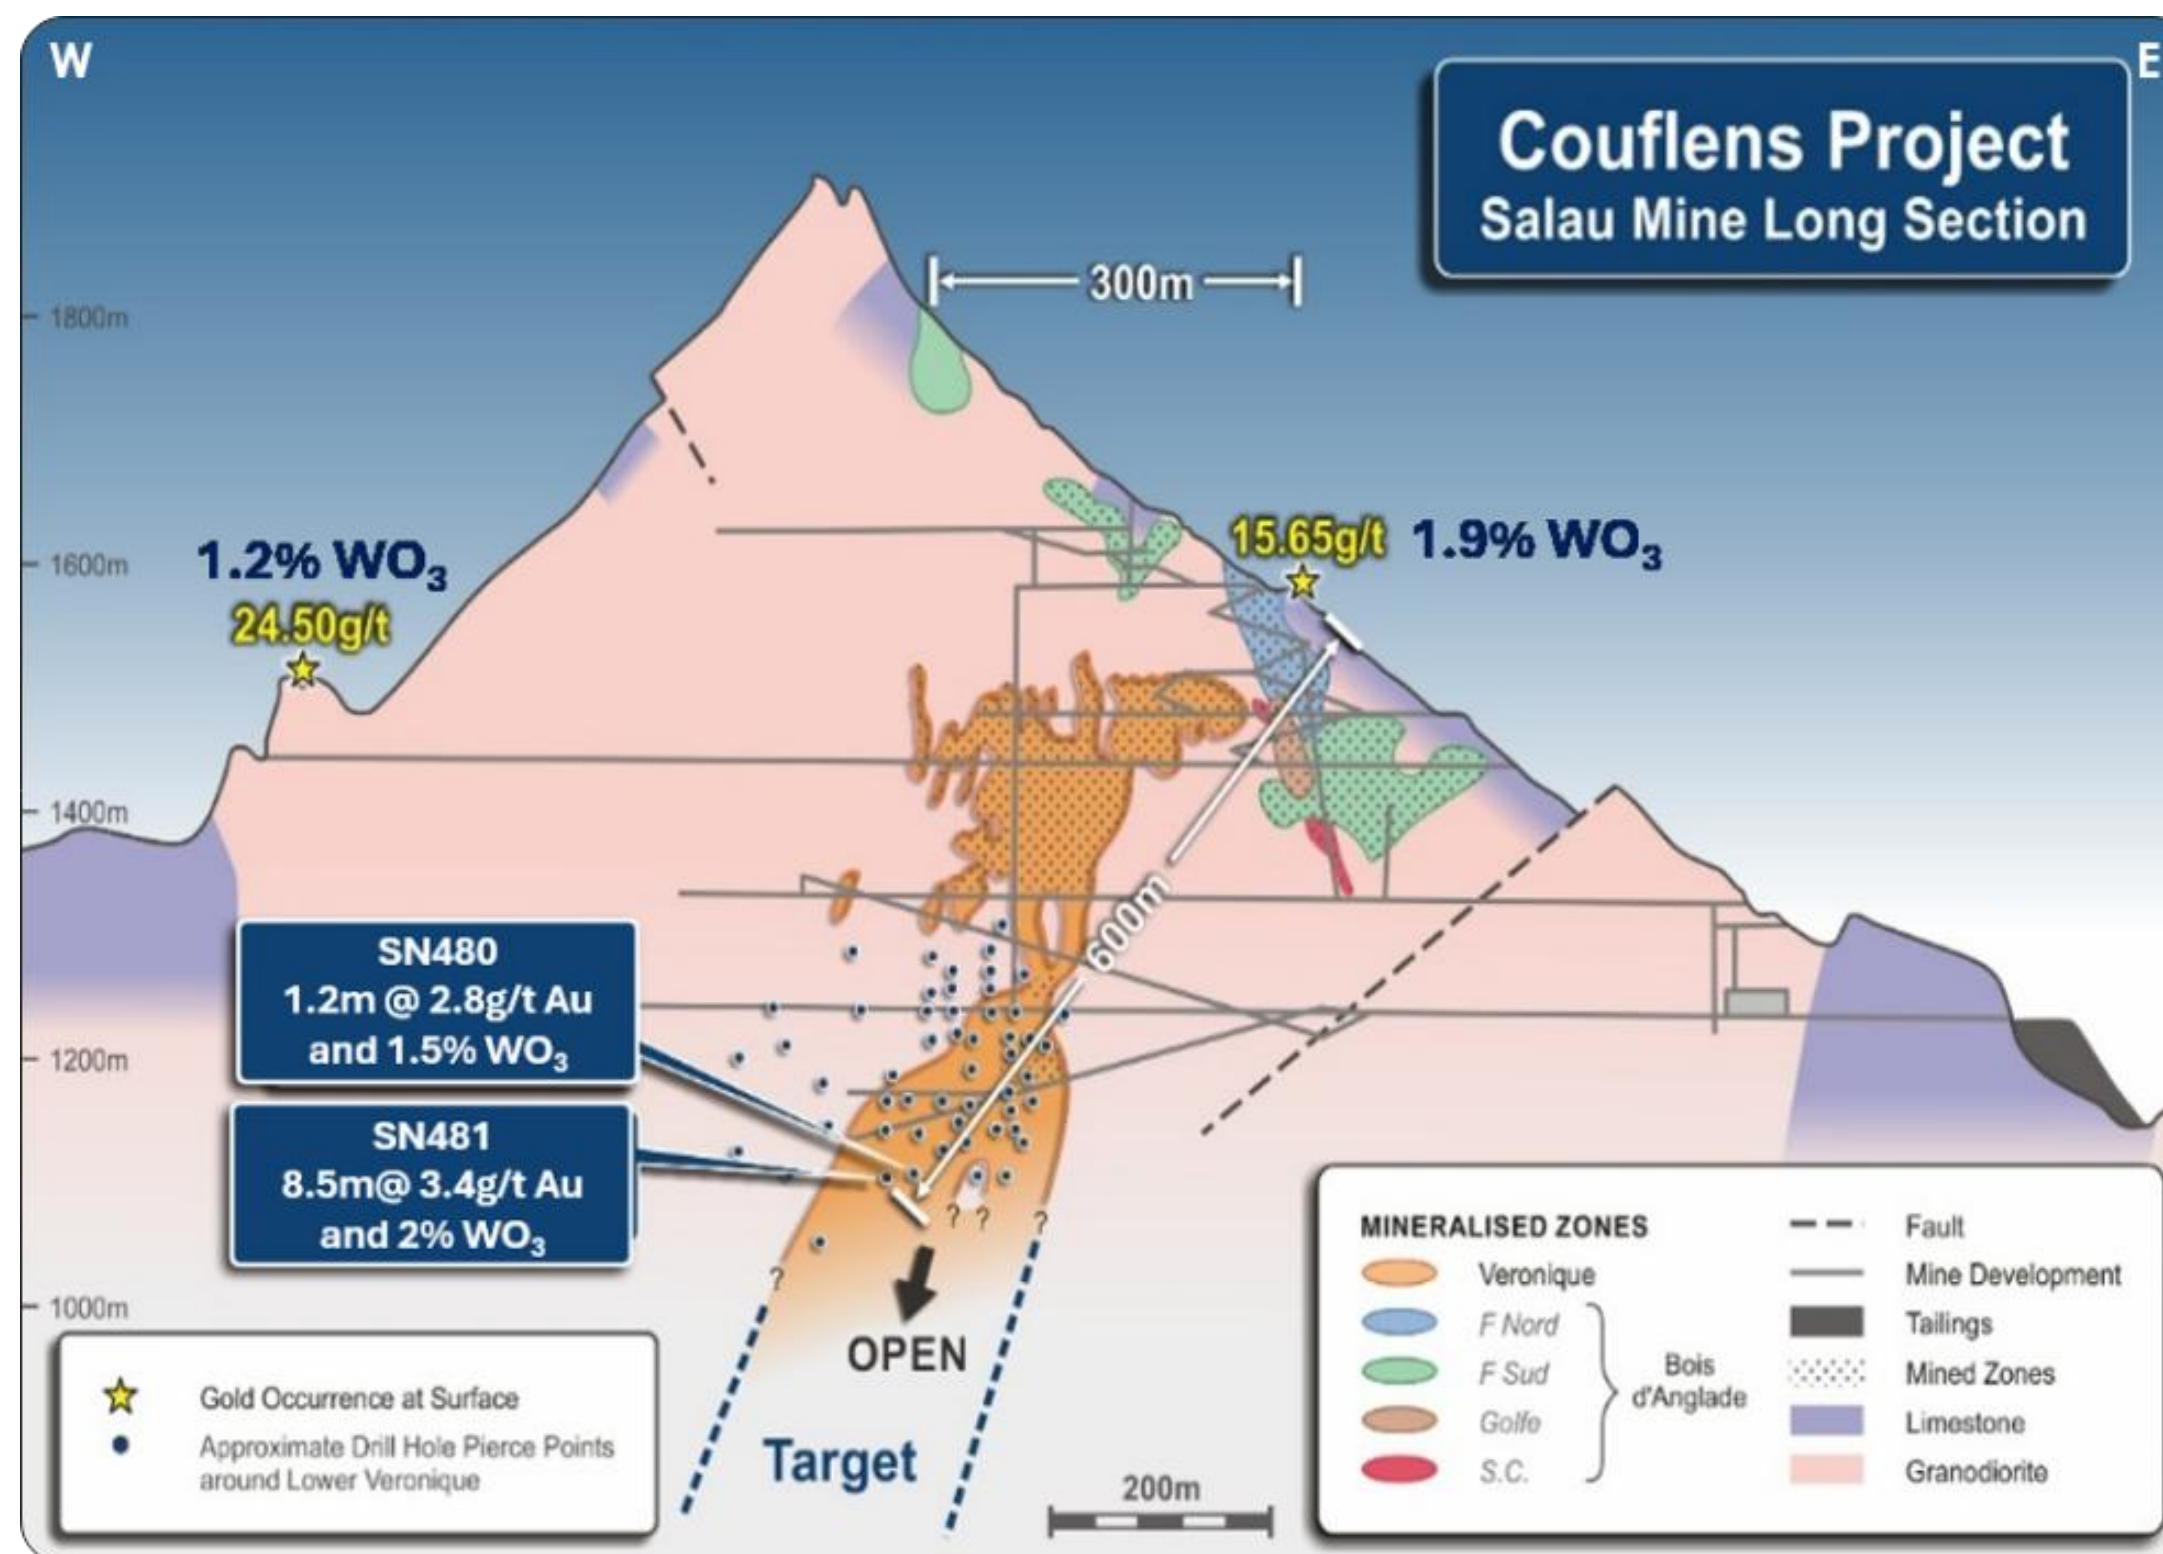 W
E
Couflens Project
Salau Mine Long Section
300m
1800m
1600m
1400m
1200m
1000m
1.2% WO₃
24.50g/t
15.65g/t 1.9% WO₃
600m
SN480
1.2m @ 2.8g/t Au
and 1.5% WO₃
SN481
8.5m@ 3.4g/t Au
and 2% WO₃
? ? ?
?
OPEN
Target
200m
Gold Occurrence at Surface
Approximate Drill Hole Pierce Points
around Lower Veronique
MINERALISED ZONES
Veronique
F Nord
F Sud
Golfe
S.C.
Bois
d'Anglade
Fault
Mine Development
Tailings
Mined Zones
Limestone
Granodiorite